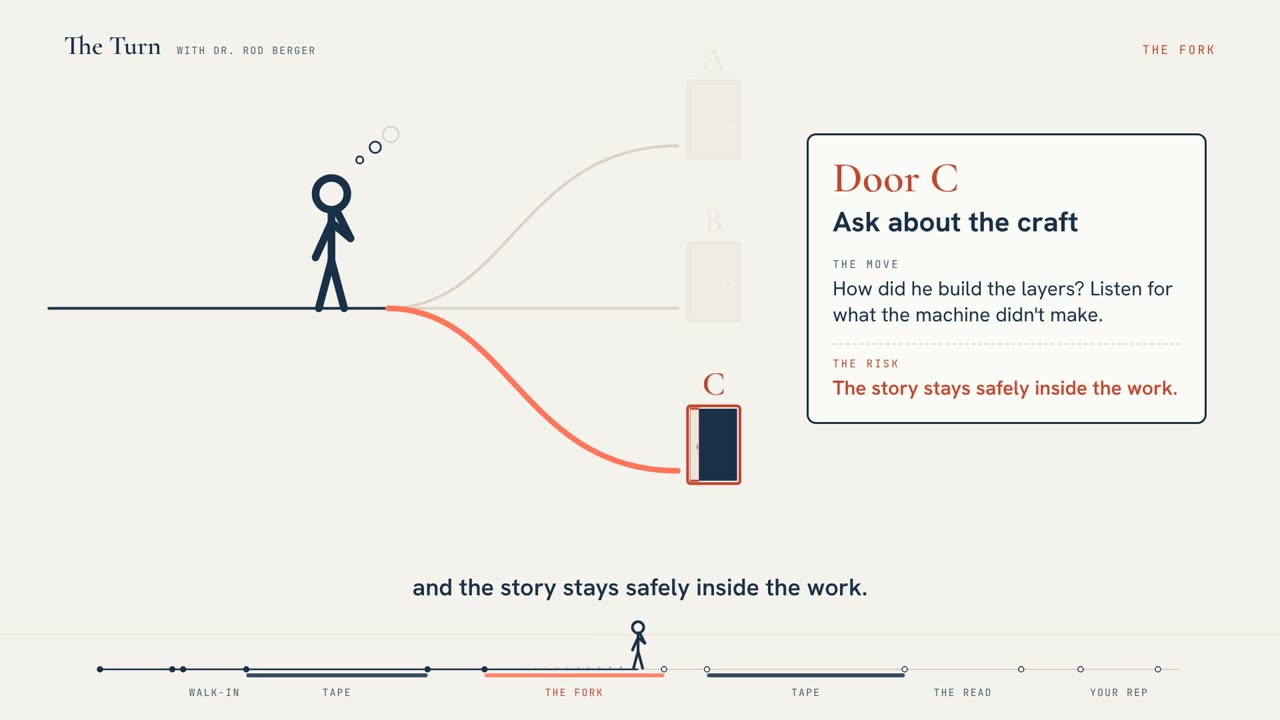 The Turn WITH DR. ROD BERGER
THE FORK
A
B
C
Door C
Ask about the craft
THE MOVE
How did he build the layers? Listen for
what the machine didn't make.
THE RISK
The story stays safely inside the work.
and the story stays safely inside the work.
WALK-IN TAPE THE FORK TAPE THE READ YOUR REP